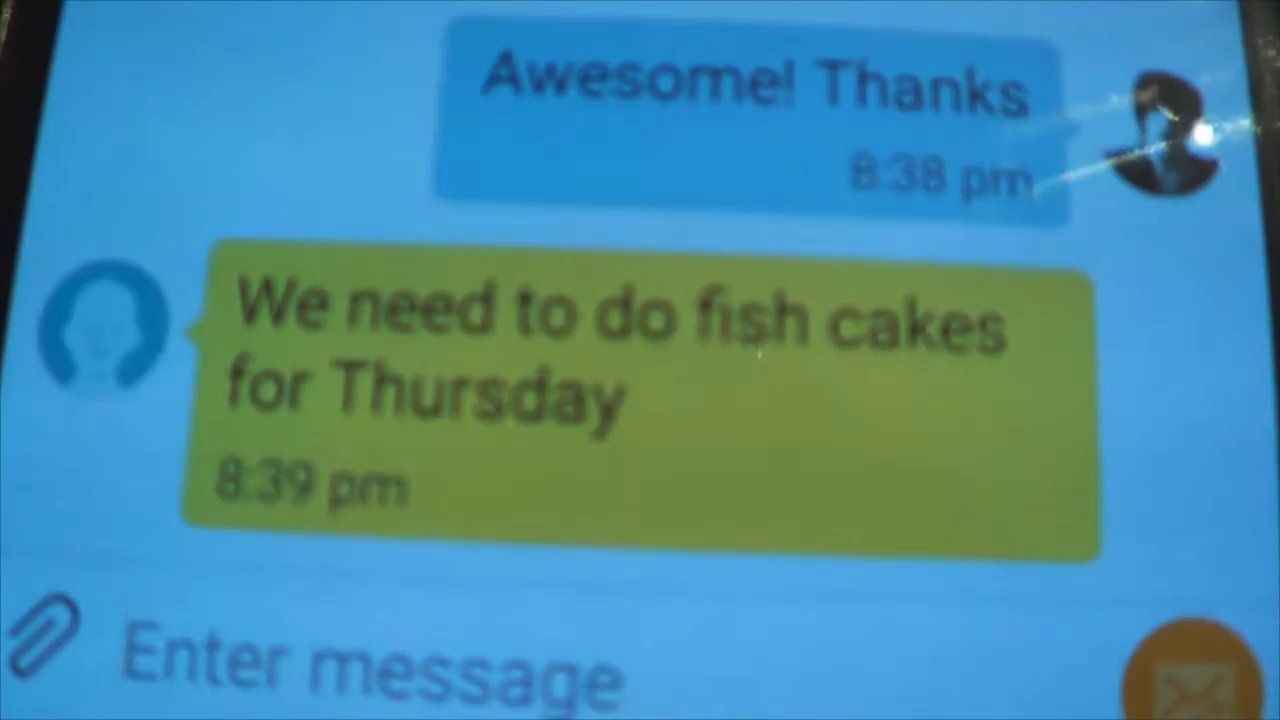 Awesome! Thanks
8:38 pm
We need to do fish cakes
for Thursday
8:39 pm
Enter message